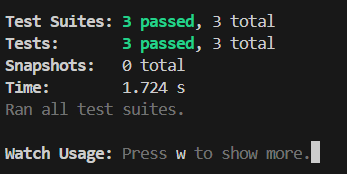 Test Suites: 3 passed, 3 total
Tests:       3 passed, 3 total
Snapshots:   0 total
Time:        1.724 s
Ran all test suites.

Watch Usage: Press w to show more.